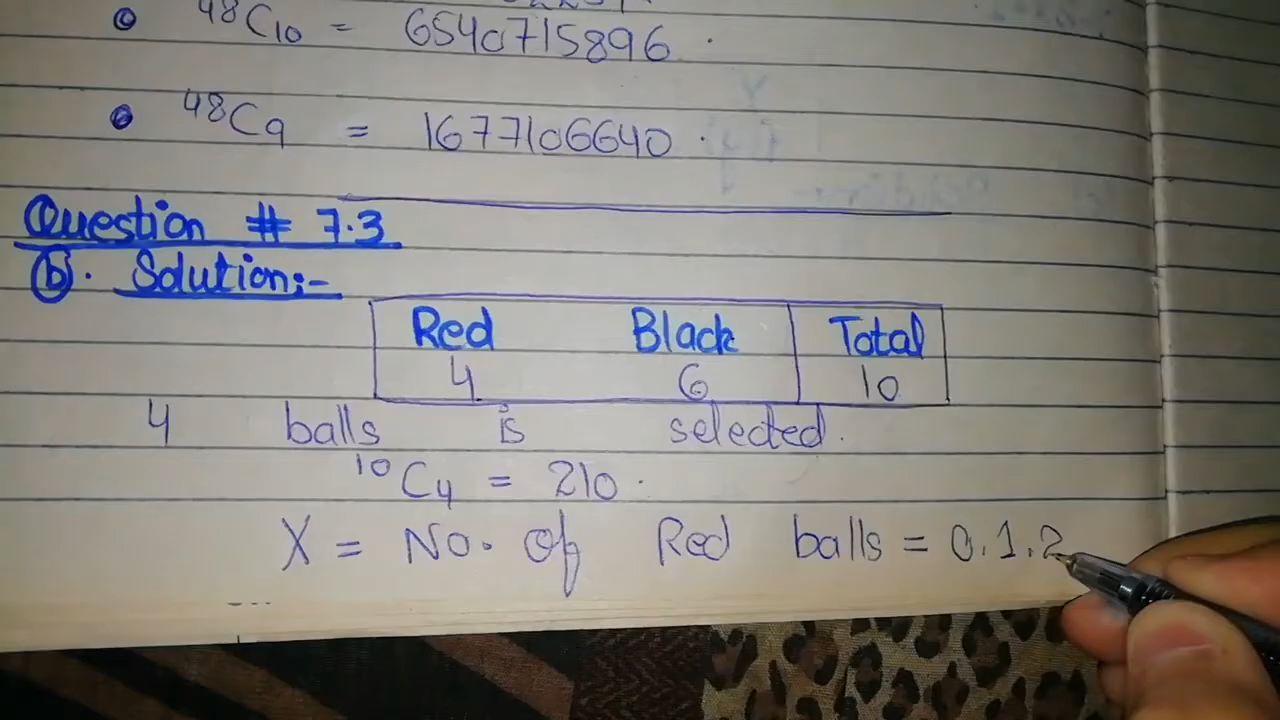 • ⁴⁸C₁₀ = 6540715896.
• ⁴⁸C₉ = 1677106640.
Question # 7.3
(b). Solution:-
Red Black Total
4 6 10
4 balls is selected.
¹⁰C₄ = 210.
X = No. of Red balls = 0.1.2